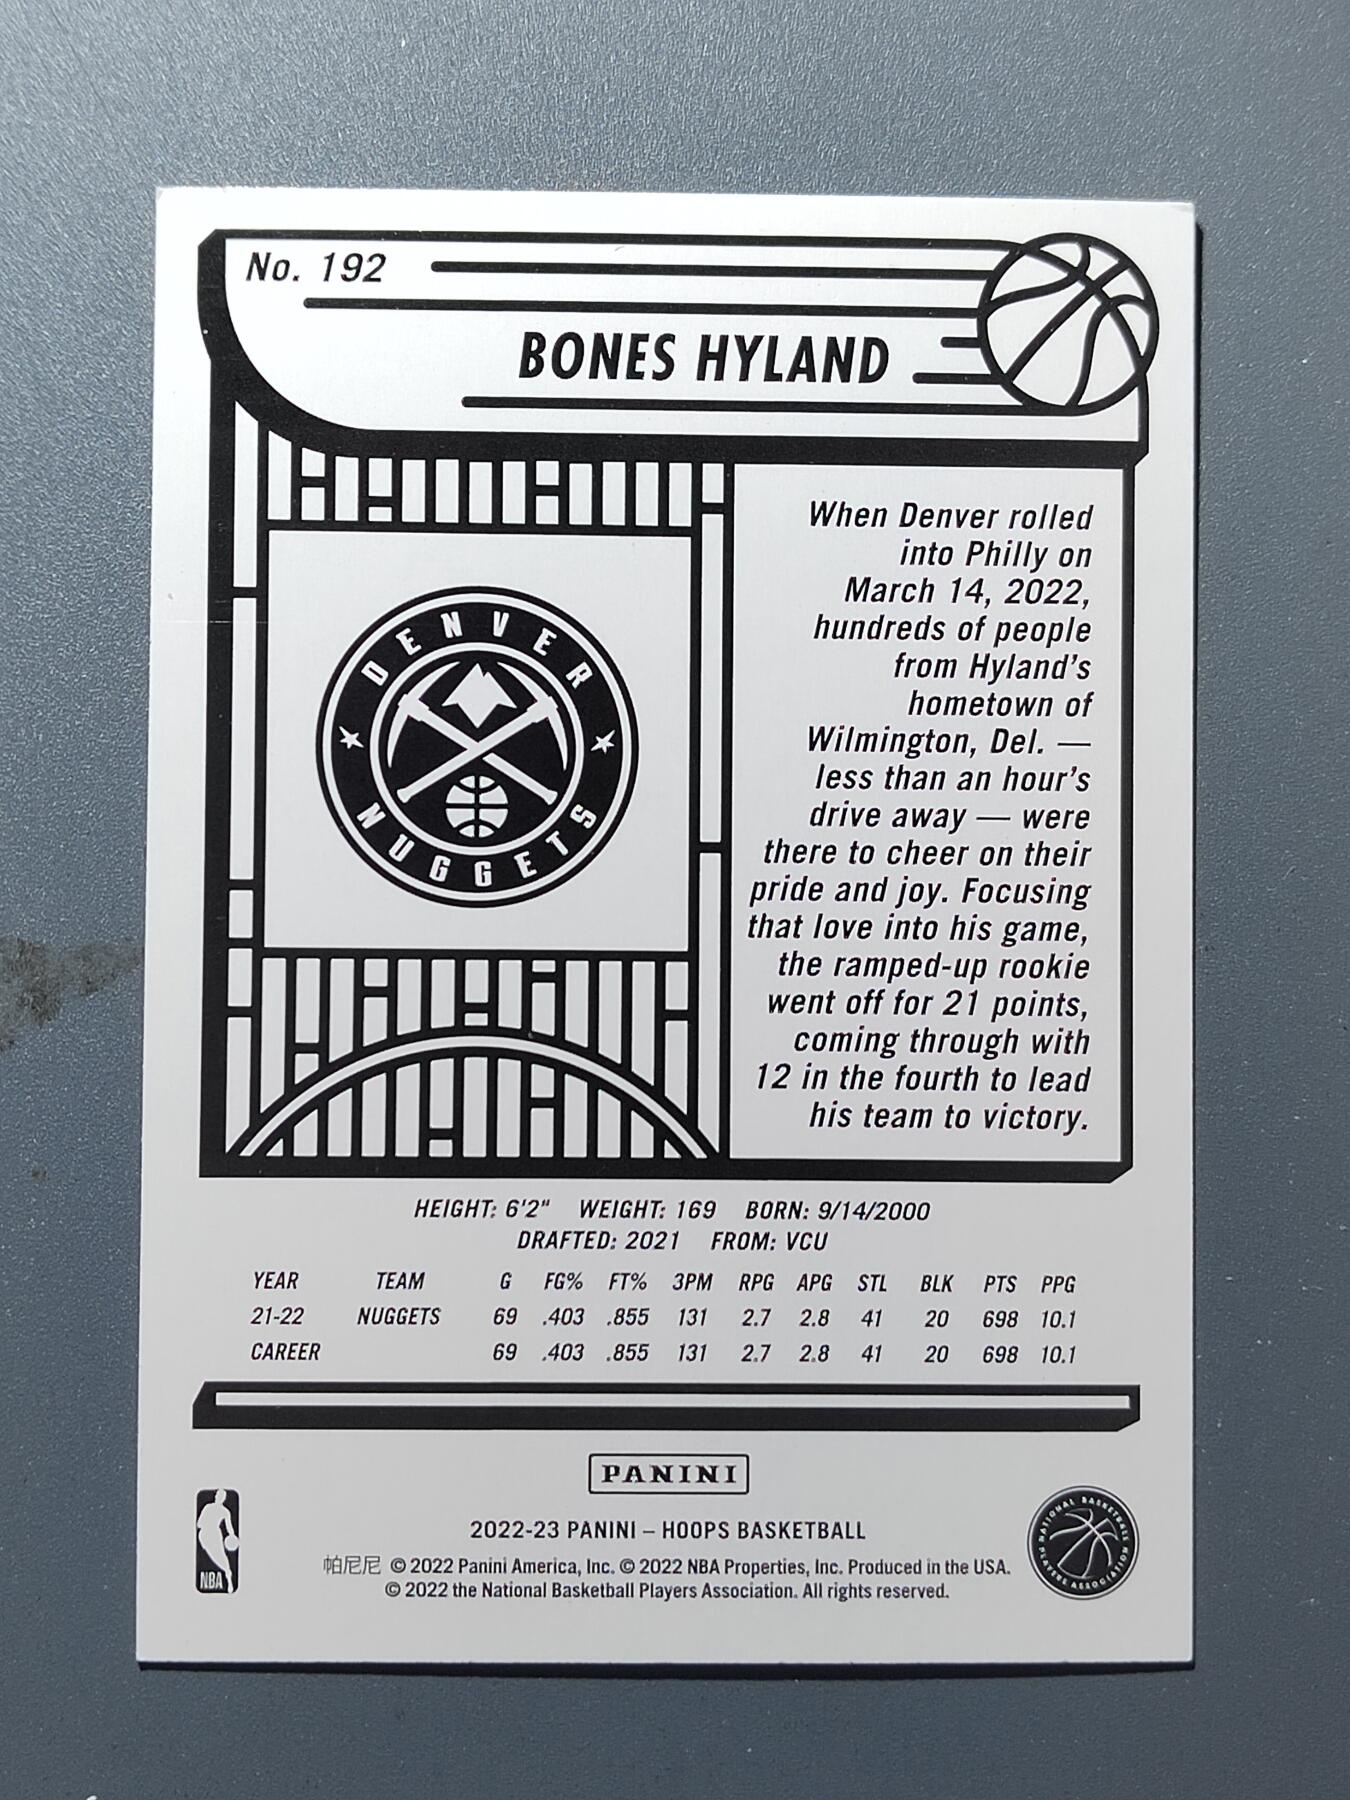 No. 192
BONES HYLAND
DENVER
NUGGETS
When Denver rolled
into Philly on
March 14, 2022,
hundreds of people
from Hyland's
hometown of
Wilmington, Del. —
less than an hour's
drive away — were
there to cheer on their
pride and joy. Focusing
that love into his game,
the ramped-up rookie
went off for 21 points,
coming through with
12 in the fourth to lead
his team to victory.
HEIGHT: 6'2" WEIGHT: 169 BORN: 9/14/2000
DRAFTED: 2021 FROM: VCU
YEAR TEAM G FG% FT% 3PM RPG APG STL BLK PTS PPG
21-22 NUGGETS 69 .403 .855 131 2.7 2.8 41 20 698 10.1
CAREER 69 .403 .855 131 2.7 2.8 41 20 698 10.1
PANINI
2022-23 PANINI – HOOPS BASKETBALL
帕尼尼 © 2022 Panini America, Inc. © 2022 NBA Properties, Inc. Produced in the USA.
© 2022 the National Basketball Players Association. All rights reserved.
NBA
NATIONAL BASKETBALL
PLAYERS ASSOCIATION